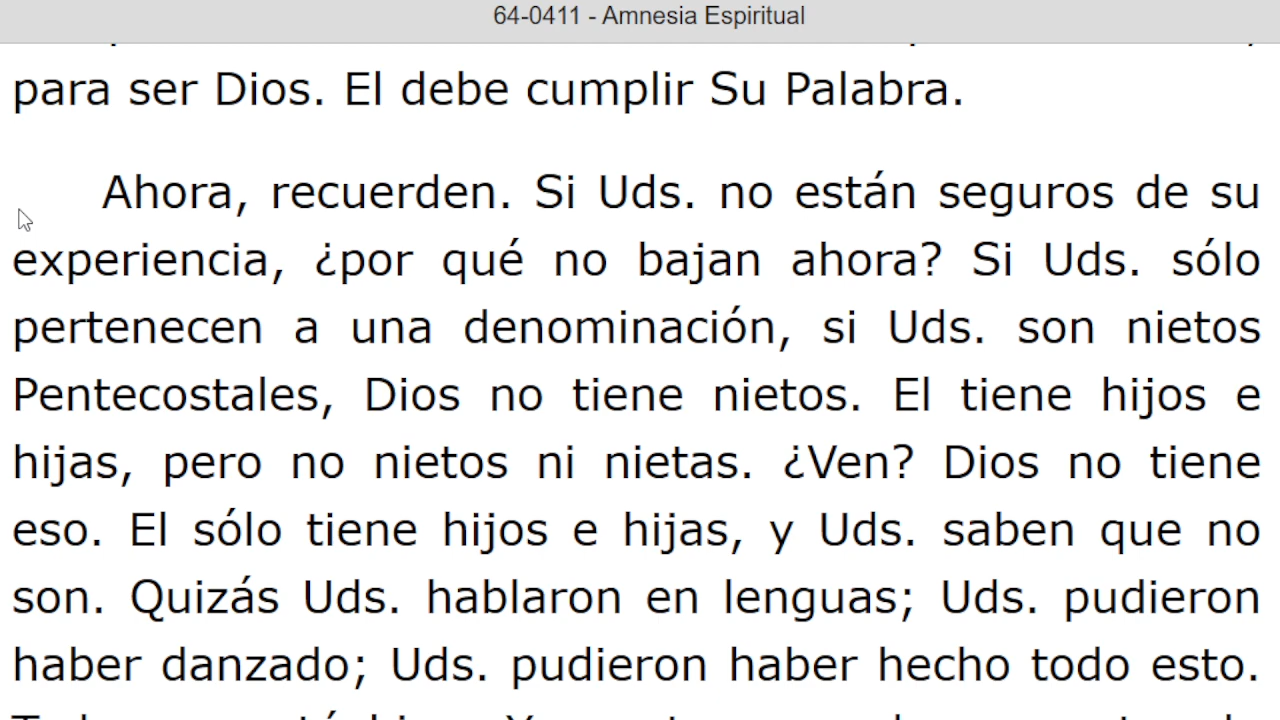 64-0411 - Amnesia Espiritual
para ser Dios. El debe cumplir Su Palabra.
Ahora, recuerden. Si Uds. no están seguros de su
experiencia, ¿por qué no bajan ahora? Si Uds. sólo
pertenecen a una denominación, si Uds. son nietos
Pentecostales, Dios no tiene nietos. El tiene hijos e
hijas, pero no nietos ni nietas. ¿Ven? Dios no tiene
eso. El sólo tiene hijos e hijas, y Uds. saben que no
son. Quizás Uds. hablaron en lenguas; Uds. pudieron
haber danzado; Uds. pudieron haber hecho todo esto.